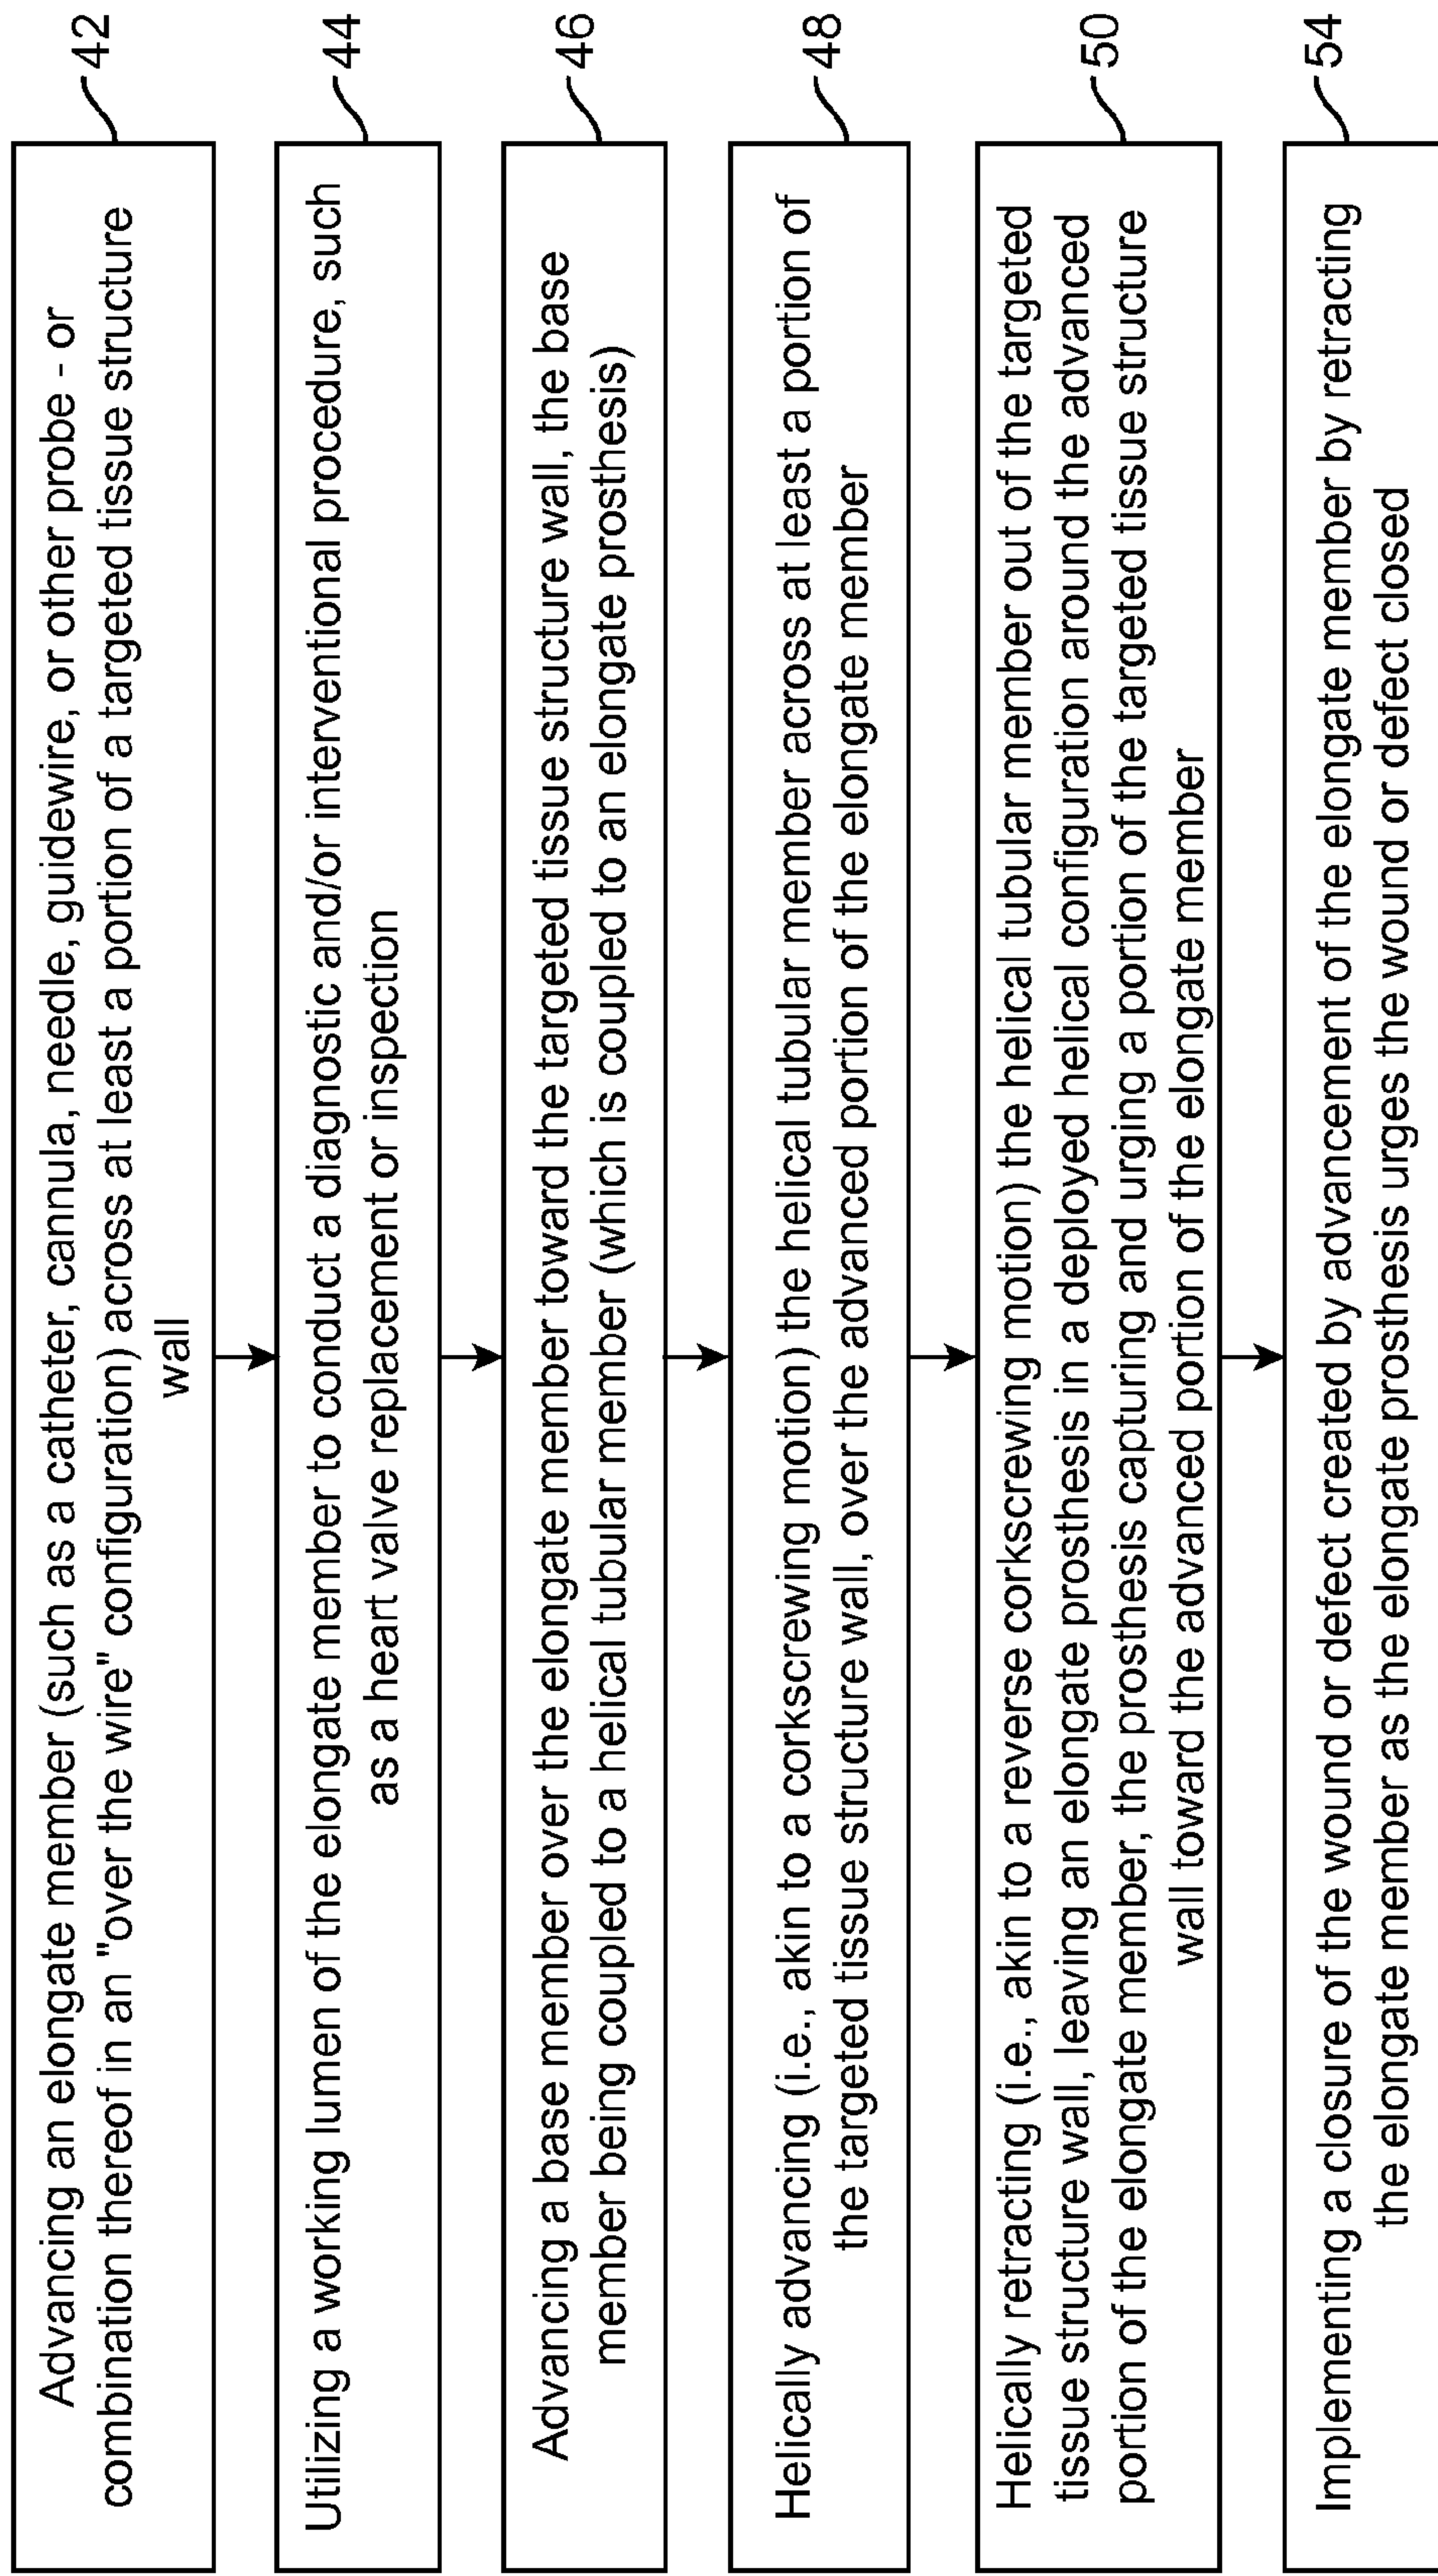 Advancing an elongate member (such as a catheter, cannula, needle, guidewire, or other probe - or
combination thereof in an "over the wire" configuration) across at least a portion of a targeted tissue structure
wall
42
Utilizing a working lumen of the elongate member to conduct a diagnostic and/or interventional procedure, such
as a heart valve replacement or inspection
44
Advancing a base member over the elongate member toward the targeted tissue structure wall, the base
member being coupled to a helical tubular member (which is coupled to an elongate prosthesis)
46
Helically advancing (i.e., akin to a corkscrewing motion) the helical tubular member across at least a portion of
the targeted tissue structure wall, over the advanced portion of the elongate member
48
Helically retracting (i.e., akin to a reverse corkscrewing motion) the helical tubular member out of the targeted
tissue structure wall, leaving an elongate prosthesis in a deployed helical configuration around the advanced
portion of the elongate member, the prosthesis capturing and urging a portion of the targeted tissue structure
wall toward the advanced portion of the elongate member
50
Implementing a closure of the wound or defect created by advancement of the elongate member by retracting
the elongate member as the elongate prosthesis urges the wound or defect closed
54